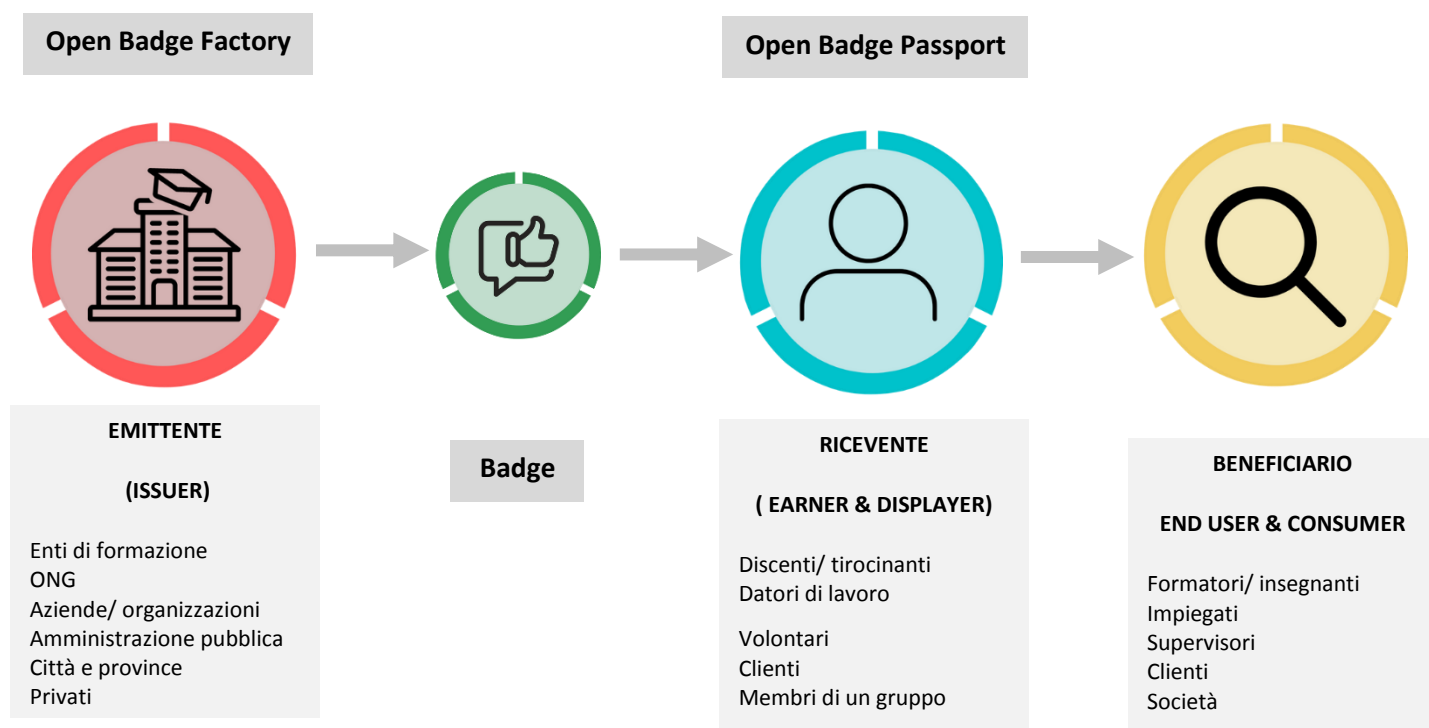 Open Badge Factory
Open Badge Passport
EMITTENTE
(ISSUER)
Enti di formazione
ONG
Aziende/ organizzazioni
Amministrazione pubblica
Città e province
Privati
Badge
RICEVENTE
( EARNER & DISPLAYER)
Discenti/ tirocinanti
Datori di lavoro
Volontari
Clienti
Membri di un gruppo
BENEFICIARIO
END USER & CONSUMER
Formatori/ insegnanti
Impiegati
Supervisori
Clienti
Società